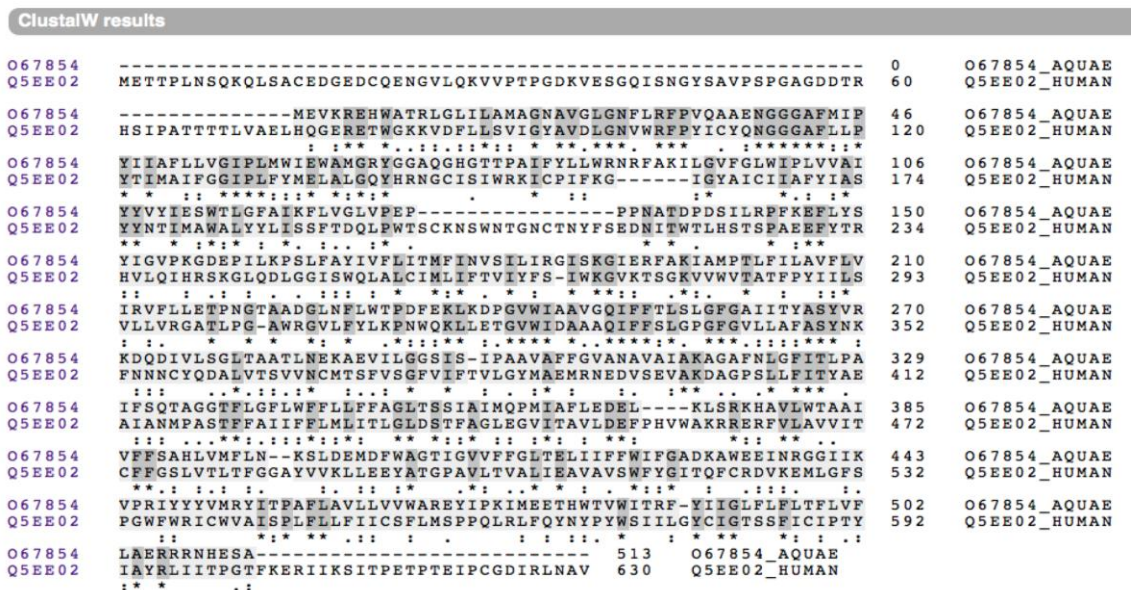 ClustalW results
O67854 ------------------------------------------------------------ 0 O67854_AQUAE
Q5EE02 METTPLNSQKQLSACEDGEDCQENGVLQKVVPTPGDKVESGQISNGYSAVPSPGAGDDTR 60 Q5EE02_HUMAN
O67854 --------------MEVKREHWATRLGLILAMAGNAVGLGNFLRFPVQAAENGGGAFMIP 46 O67854_AQUAE
Q5EE02 HSIPATTTTLVAELHQGERETWGKKVDFLLSVIGYAVDLGNVWRFPYICYQNGGGAFLLP 120 Q5EE02_HUMAN
: :** *. ::.::*:: * **.***. *** . :******::*
O67854 YIIAFLLVGIPLMWIEWAMGRYGGAQGHGTTPAIFYLLWRNRFAKILGVFGLWIPLVVAI 106 O67854_AQUAE
Q5EE02 YTIMAIFGGIPLFYMELALGQYHRNGCISIWRKICPIFKG------IGYAICIIAFYIAS 174 Q5EE02_HUMAN
O67854 YYVYIESWTLGFAIKFLVGLVPEP-----------------PPNATDPDSILRPFKEFLYS 150 O67854_AQUAE
Q5EE02 YYNTIMAWALYYLISSFTDQLPWTSCKNSWNTGNCTNYFSEDNITWTLHSTSPAEEFYTR 234 Q5EE02_HUMAN
O67854 YIGVPKGDEPILKPSLFAYIVFLITMFINVSILIRGISKGIERFAKIAMPTLFILAVFLV 210 O67854_AQUAE
Q5EE02 HVLQIHRSKGLQDLGGISWQLALCIMLIFTVIYFS-IWKGVKTSGKVVWVTATFPYIILS 293 Q5EE02_HUMAN
O67854 IRVFLLETPNGTAADGLNFLWTPDFEKLKDPGVWIAAVGQIFFTLSLGFGAIITYASYVR 270 O67854_AQUAE
Q5EE02 VLLVRGATLPG-AWRGVLFYLKPNWQKLLETGVWIDAAAQIFFSLGPGFGVLLAFASYNK 352 Q5EE02_HUMAN
O67854 KDQDIVLSGLTAATLNEKAEVILGGSIS-IPAAVAFFGVANAVAIAKAGAFNLGFITLPA 329 O67854_AQUAE
Q5EE02 FNNNCYQDALVTSVVNCMTSFVSGFVIFTVLGYMAEMRNEDVSEVAKDAGPSLLFITYAE 412 Q5EE02_HUMAN
O67854 IFSQTAGGTFLGFLWFFLLFFAGLTSSIAIMQPMIAFLEDEL----KLSRKHAVLWTAAI 385 O67854_AQUAE
Q5EE02 AIANMPASTFFAIIFFLMLITLGLDSTFAGLEGVITAVLDEFPHVWAKRRERFVLAVVIT 472 Q5EE02_HUMAN
O67854 VFFSAHLVMFLN--KSLDEMDFWAGTIGVVFFGLTELIIFFWIFGADKAWEEINRGGIIK 443 O67854_AQUAE
Q5EE02 CFFGSLVTLTFGGAYVVKLLEEYATGPAVLTVALIEAVAVSWFYGITQFCRDVKEMLGFS 532 Q5EE02_HUMAN
O67854 VPRIYYYVMRYITPAFLAVLLVVWAREYIPKIMEETHWTVWITRF-YIIGLFLFLTFLVF 502 O67854_AQUAE
Q5EE02 PGWFWRICWVAISPLFLLFIICSFLMSPPQLRLFQYNYPYWSIILGYCIGTSSFICIPTY 592 Q5EE02_HUMAN
O67854 LAERRRNHESA---------------------------- 513 O67854_AQUAE
Q5EE02 IAYRLIITPGTFKERIIKSITPETPTEIPCGDIRLNAV 630 Q5EE02_HUMAN